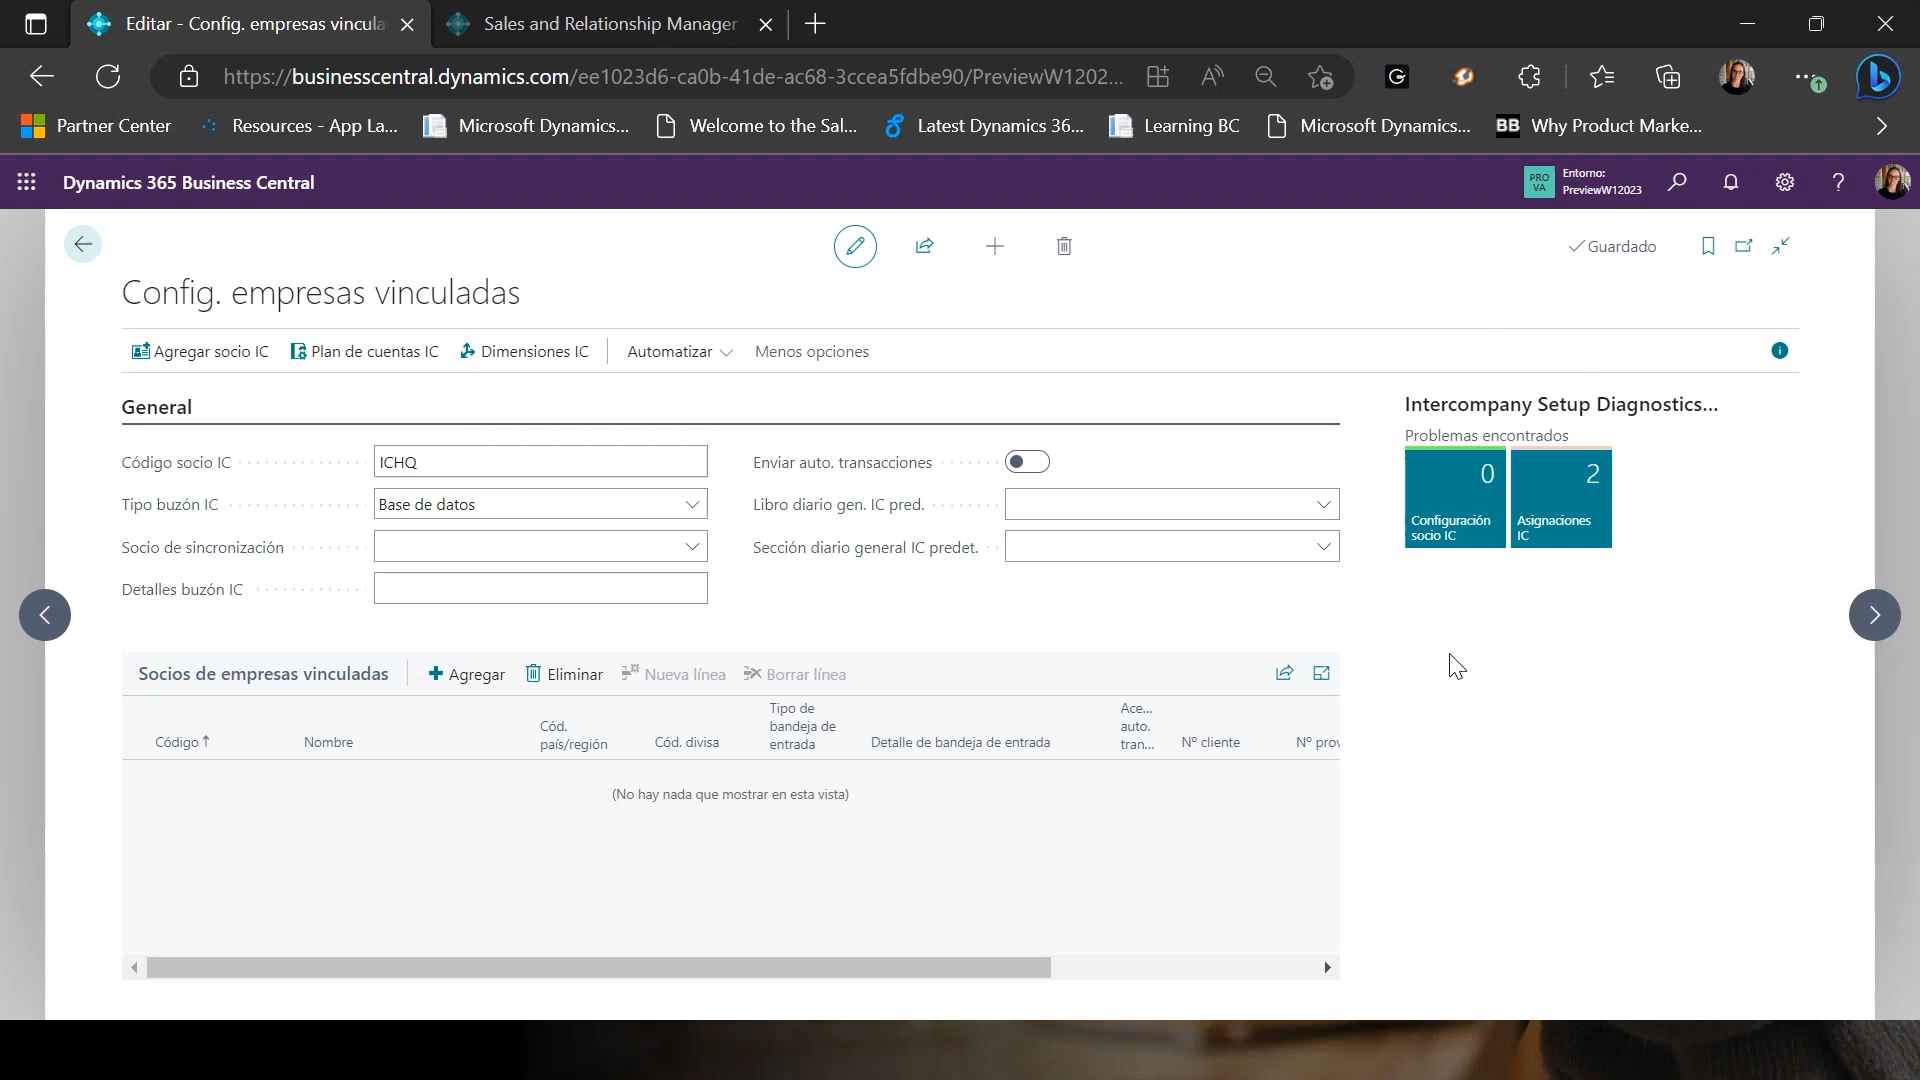 Editar - Config. empresas vincula
Sales and Relationship Manager
https://businesscentral.dynamics.com/ee1023d6-ca0b-41de-ac68-3ccea5fdbe90/PreviewW1202...
Partner Center
Resources - App La...
Microsoft Dynamics...
Welcome to the Sal...
Latest Dynamics 36...
Learning BC
Microsoft Dynamics...
BB Why Product Marke...
Dynamics 365 Business Central
PRO
VA
Entorno:
PreviewW12023
Guardado
Config. empresas vinculadas
Agregar socio IC
Plan de cuentas IC
Dimensiones IC
Automatizar
Menos opciones
General
Código socio IC
ICHQ
Tipo buzón IC
Base de datos
Socio de sincronización
Detalles buzón IC
Enviar auto. transacciones
Libro diario gen. IC pred.
Sección diario general IC predet.
Intercompany Setup Diagnostics...
Problemas encontrados
0
Configuración
socio IC
2
Asignaciones
IC
Socios de empresas vinculadas
Agregar
Eliminar
Nueva línea
Borrar línea
Código
Nombre
Cód.
país/región
Cód. divisa
Tipo de
bandeja de
entrada
Detalle de bandeja de entrada
Ace...
auto.
tran...
Nº cliente
Nº prov
(No hay nada que mostrar en esta vista)